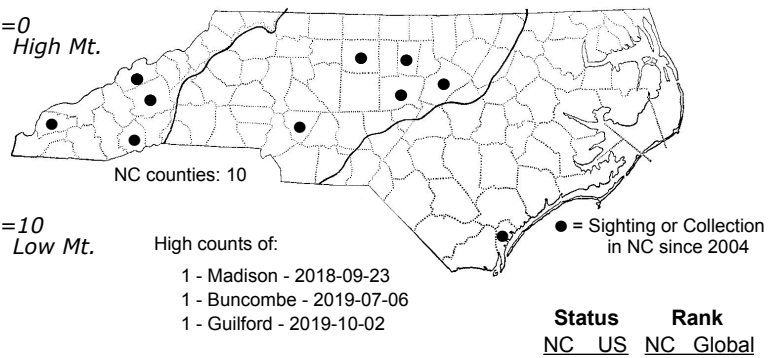 =0
High Mt.
NC counties: 10
=10
Low Mt.
High counts of:
1 - Madison - 2018-09-23
1 - Buncombe - 2019-07-06
1 - Guilford - 2019-10-02
● = Sighting or Collection
in NC since 2004
Status Rank
NC US NC Global